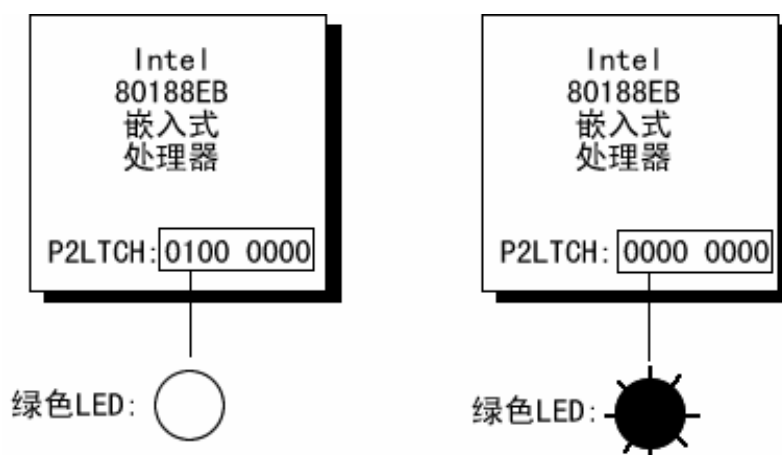 Intel
80188EB
嵌入式
处理器
P2LTCH: 0100 0000
绿色LED:
Intel
80188EB
嵌入式
处理器
P2LTCH: 0000 0000
绿色LED: